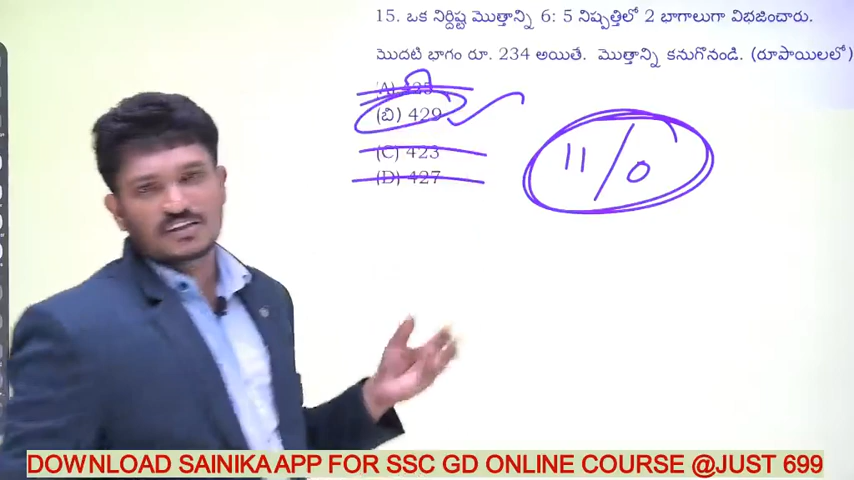 15. ఒక నిర్దిష్ట మొత్తాన్ని 6: 5 నిష్పత్తిలో 2 భాగాలుగా విభజించారు.
మొదటి భాగం రూ. 234 అయితే. మొత్తాన్ని కనుగొనండి. (రూపాయిలలో)
(A) 425
(బి) 429
(C) 423
(D) 427
11/0
DOWNLOAD SAINIKA APP FOR SSC GD ONLINE COURSE @JUST 699